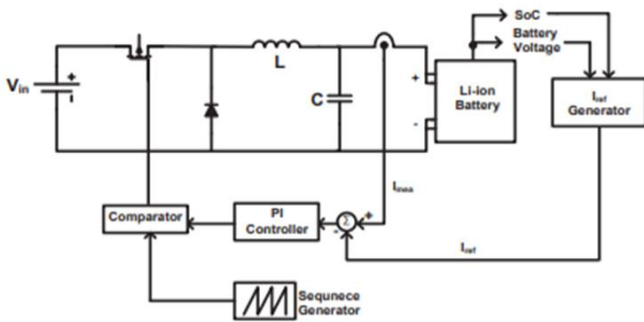 SoC
Battery
Voltage
Vin
+
L
C
+
-
Li-ion
Battery
Iref
Generator
Imea
Comparator
PI
Controller
Σ
+
-
Iref
Sequnece
Generator